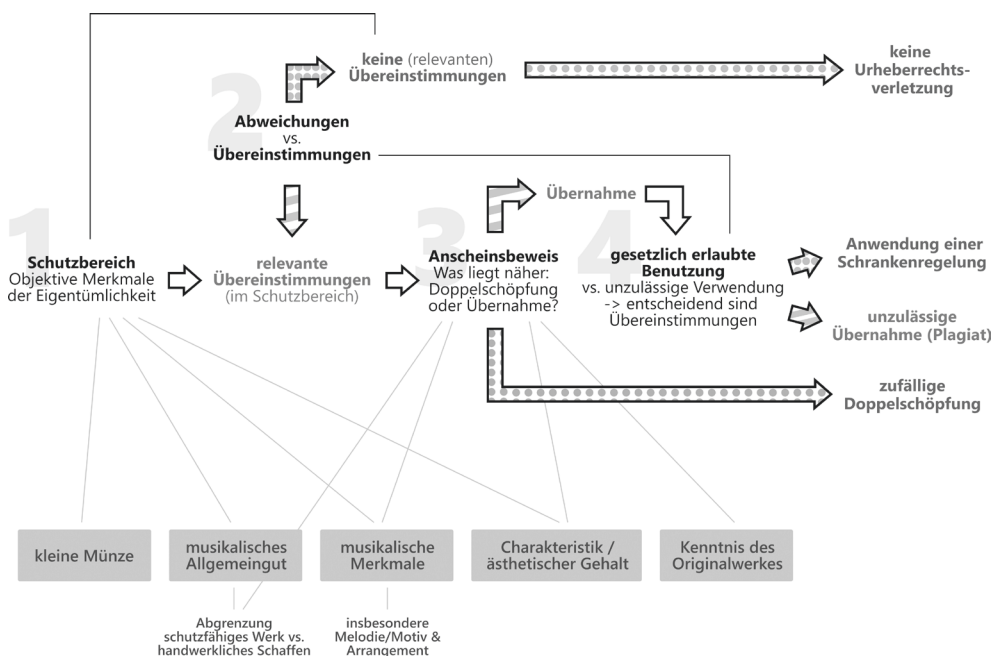 1
Schutzbereich
Objektive Merkmale
der Eigentümlichkeit
2
Abweichungen
vs.
Übereinstimmungen
keine (relevanten)
Übereinstimmungen
keine
Urheberrechts-
verletzung
relevante
Übereinstimmungen
(im Schutzbereich)
3
Anscheinsbeweis
Was liegt näher:
Doppelschöpfung
oder Übernahme?
Übernahme
4
gesetzlich erlaubte
Benutzung
vs. unzulässige Verwendung
-> entscheidend sind
Übereinstimmungen
Anwendung einer
Schrankenregelung
unzulässige
Übernahme (Plagiat)
zufällige
Doppelschöpfung
kleine Münze
musikalisches
Allgemeingut
musikalische
Merkmale
Charakteristik /
ästhetischer Gehalt
Kenntnis des
Originalwerkes
Abgrenzung
schutzfähiges Werk vs.
handwerkliches Schaffen
insbesondere
Melodie/Motiv &
Arrangement